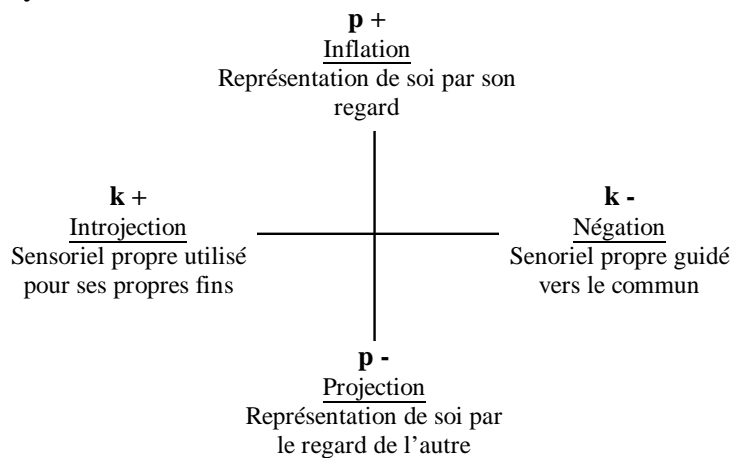 p +
Inflation
Représentation de soi par son
regard
k +
Introjection
Sensoriel propre utilisé
pour ses propres fins
k -
Négation
Senoriel propre guidé
vers le commun
p -
Projection
Représentation de soi par
le regard de l'autre